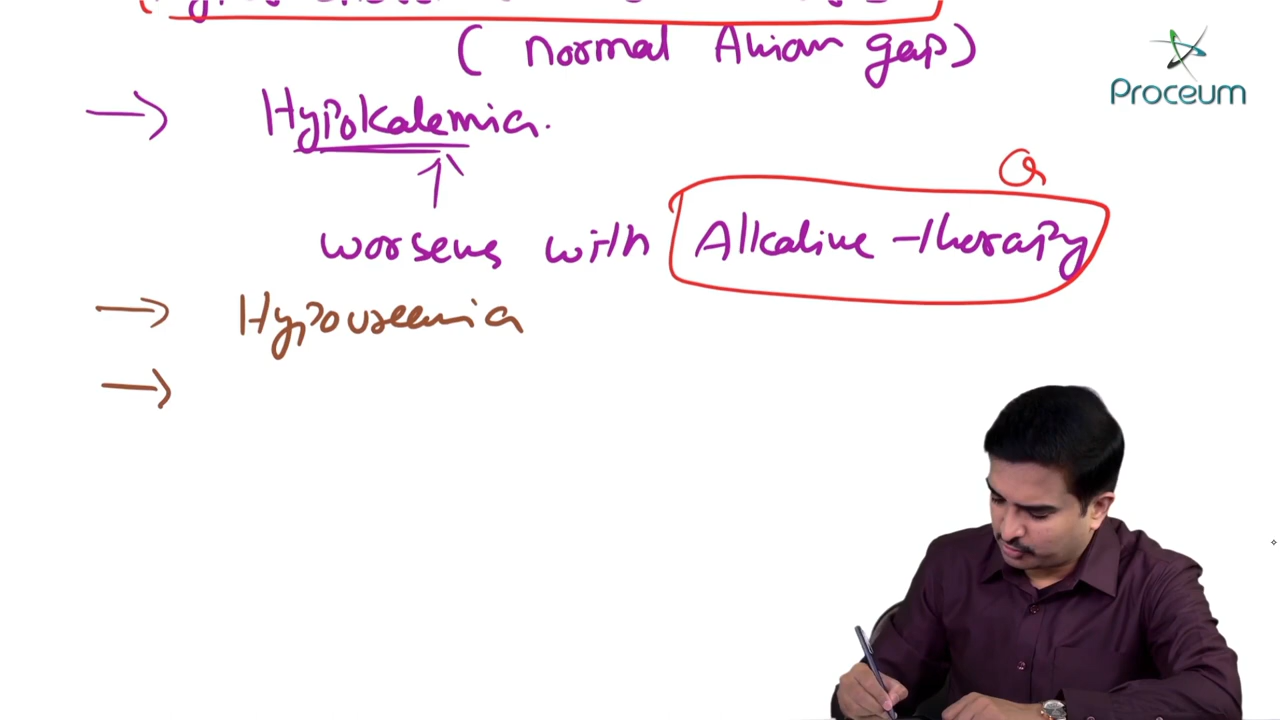 ( normal Anion gap)
Proceum
→ Hypokalemia.
Q
worsens with Alkaline therapy
→ Hypouremia
→